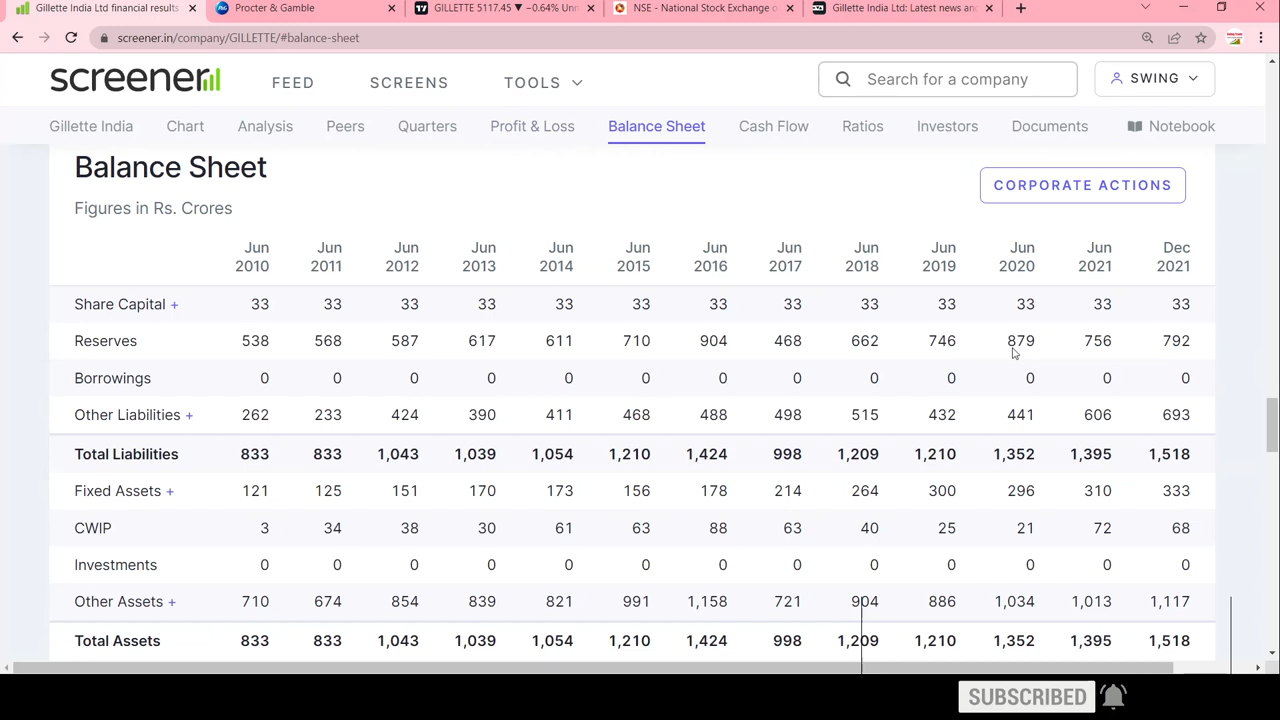 Gillette India Ltd financial results
Procter & Gamble
GILLETTE 5117.45 ▼ −0.64% Unn
NSE - National Stock Exchange o
Gillette India Ltd: Latest news and
screener.in/company/GILLETTE/#balance-sheet
screener
FEED SCREENS TOOLS
Search for a company
SWING
Gillette India Chart Analysis Peers Quarters Profit & Loss Balance Sheet Cash Flow Ratios Investors Documents Notebook
Balance Sheet
CORPORATE ACTIONS
Figures in Rs. Crores
Jun 2010 Jun 2011 Jun 2012 Jun 2013 Jun 2014 Jun 2015 Jun 2016 Jun 2017 Jun 2018 Jun 2019 Jun 2020 Jun 2021 Dec 2021
Share Capital + 33 33 33 33 33 33 33 33 33 33 33 33 33
Reserves 538 568 587 617 611 710 904 468 662 746 879 756 792
Borrowings 0 0 0 0 0 0 0 0 0 0 0 0 0
Other Liabilities + 262 233 424 390 411 468 488 498 515 432 441 606 693
Total Liabilities 833 833 1,043 1,039 1,054 1,210 1,424 998 1,209 1,210 1,352 1,395 1,518
Fixed Assets + 121 125 151 170 173 156 178 214 264 300 296 310 333
CWIP 3 34 38 30 61 63 88 63 40 25 21 72 68
Investments 0 0 0 0 0 0 0 0 0 0 0 0 0
Other Assets + 710 674 854 839 821 991 1,158 721 904 886 1,034 1,013 1,117
Total Assets 833 833 1,043 1,039 1,054 1,210 1,424 998 1,209 1,210 1,352 1,395 1,518
SUBSCRIBED